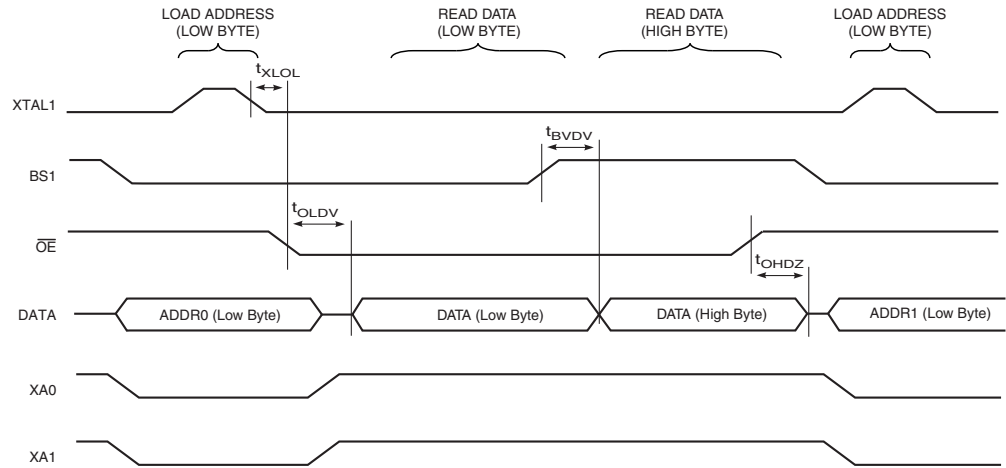 LOAD ADDRESS
(LOW BYTE)
READ DATA
(LOW BYTE)
READ DATA
(HIGH BYTE)
LOAD ADDRESS
(LOW BYTE)
tXLOL
XTAL1
tBVDV
BS1
tOLDV
OE
tOHDZ
DATA
ADDR0 (Low Byte)
DATA (Low Byte)
DATA (High Byte)
ADDR1 (Low Byte)
XA0
XA1